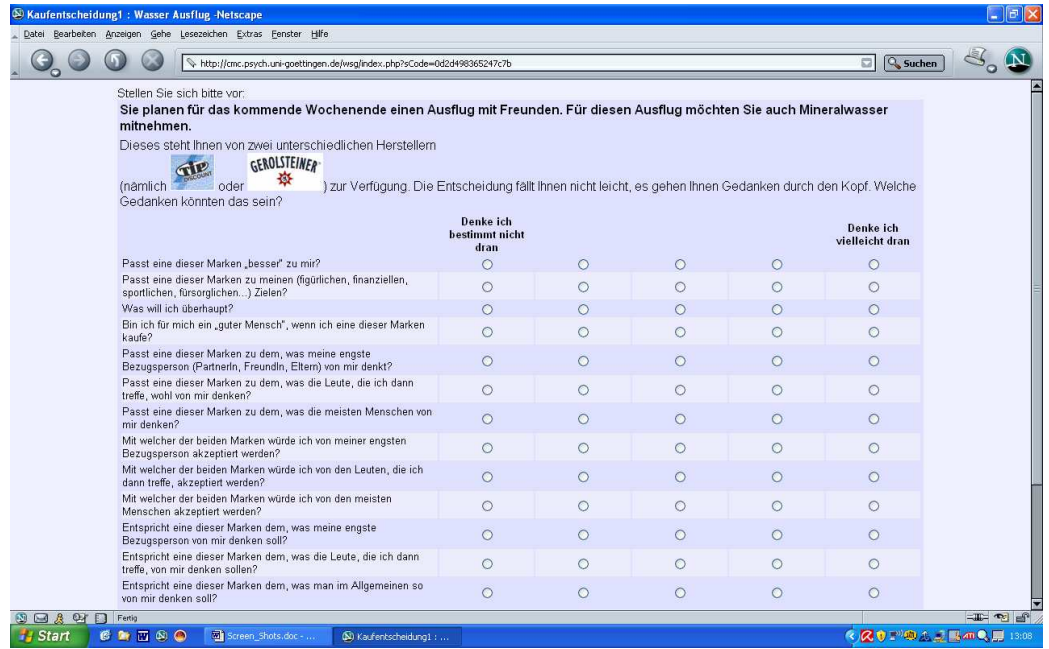 Kaufentscheidung1 : Wasser Ausflug -Netscape
Datei Bearbeiten Anzeigen Gehe Lesezeichen Extras Fenster Hilfe
http://cmc.psych.uni-goettingen.de/wsg/index.php?sCode=0d2d498365247c7b
Suchen
Stellen Sie sich bitte vor:
Sie planen für das kommende Wochenende einen Ausflug mit Freunden. Für diesen Ausflug möchten Sie auch Mineralwasser
mitnehmen.
Dieses steht Ihnen von zwei unterschiedlichen Herstellern
TIP DISCOUNT GEROLSTEINER
(nämlich oder ) zur Verfügung. Die Entscheidung fällt Ihnen nicht leicht, es gehen Ihnen Gedanken durch den Kopf. Welche
Gedanken könnten das sein?
Denke ich
bestimmt nicht
dran
Denke ich
vielleicht dran
Passt eine dieser Marken „besser" zu mir?
Passt eine dieser Marken zu meinen (figürlichen, finanziellen,
sportlichen, fürsorglichen...) Zielen?
Was will ich überhaupt?
Bin ich für mich ein „guter Mensch", wenn ich eine dieser Marken
kaufe?
Passt eine dieser Marken zu dem, was meine engste
Bezugsperson (PartnerIn, FreundIn, Eltern) von mir denkt?
Passt eine dieser Marken zu dem, was die Leute, die ich dann
treffe, wohl von mir denken?
Passt eine dieser Marken zu dem, was die meisten Menschen von
mir denken?
Mit welcher der beiden Marken würde ich von meiner engsten
Bezugsperson akzeptiert werden?
Mit welcher der beiden Marken würde ich von den Leuten, die ich
dann treffe, akzeptiert werden?
Mit welcher der beiden Marken würde ich von den meisten
Menschen akzeptiert werden?
Entspricht eine dieser Marken dem, was meine engste
Bezugsperson von mir denken soll?
Entspricht eine dieser Marken dem, was die Leute, die ich dann
treffe, von mir denken sollen?
Entspricht eine dieser Marken dem, was man im Allgemeinen so
von mir denken soll?
Fertig
Start Screen_Shots.doc - ... Kaufentscheidung1 : ... 13:08